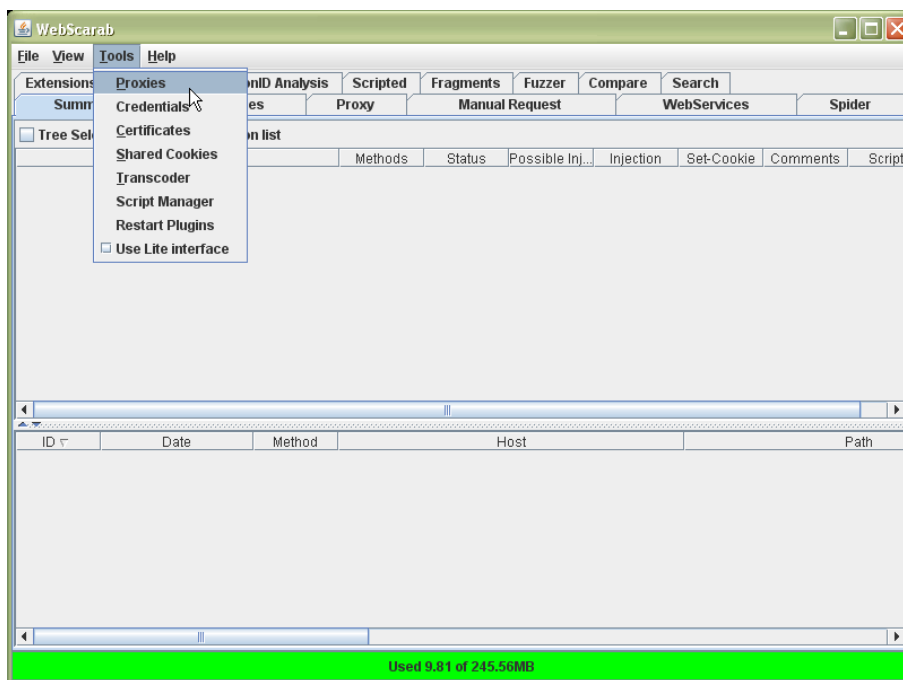 WebScarab
File View Tools Help
Extensions Proxies onID Analysis Scripted Fragments Fuzzer Compare Search
Summ Credentials es Proxy Manual Request WebServices Spider
Tree Sele Certificates n list
Shared Cookies Methods Status Possible Inj... Injection Set-Cookie Comments Script
Transcoder
Script Manager
Restart Plugins
Use Lite interface
ID Date Method Host Path
Used 9.81 of 245.56MB